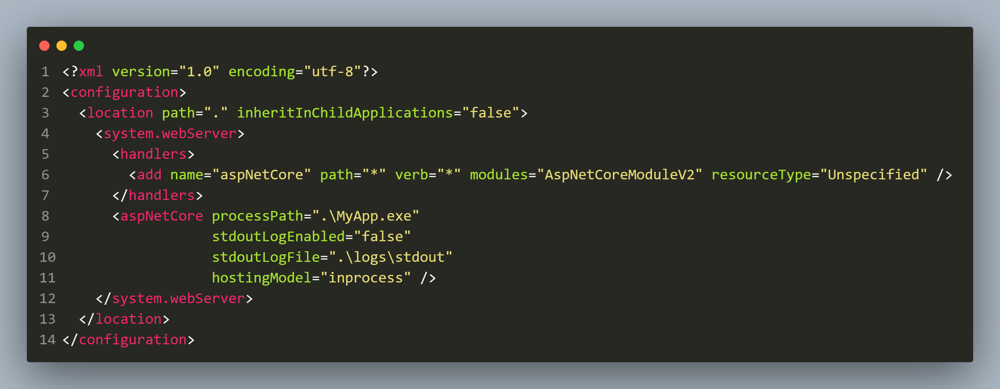 1 <?xml version="1.0" encoding="utf-8"?>
2 <configuration>
3   <location path="." inheritInChildApplications="false">
4     <system.webServer>
5       <handlers>
6         <add name="aspNetCore" path="*" verb="*" modules="AspNetCoreModuleV2" resourceType="Unspecified" />
7       </handlers>
8       <aspNetCore processPath=".\MyApp.exe"
9                   stdoutLogEnabled="false"
10                   stdoutLogFile=".\logs\stdout"
11                   hostingModel="inprocess" />
12     </system.webServer>
13   </location>
14 </configuration>